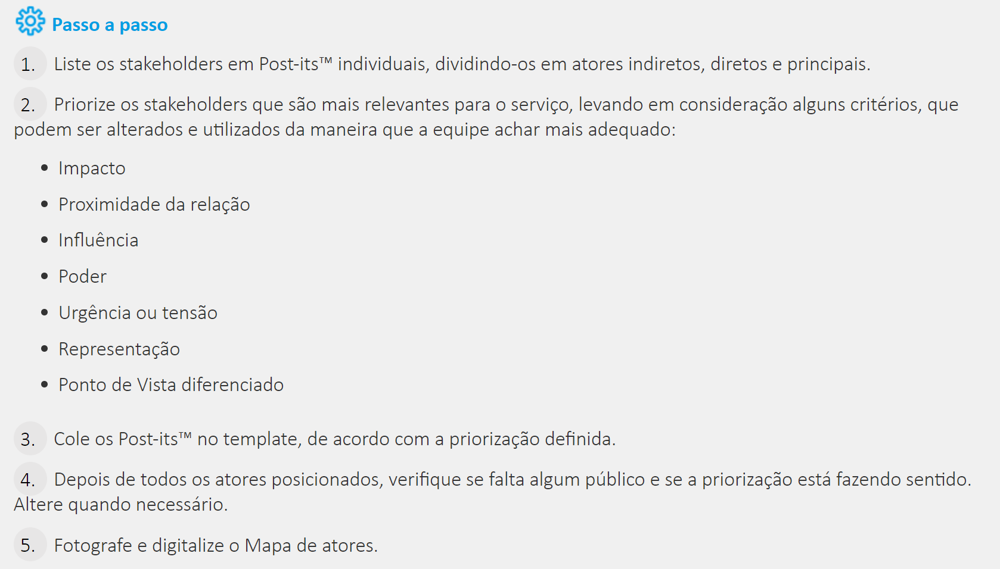 Passo a passo
1. Liste os stakeholders em Post-its™ individuais, dividindo-os em atores indiretos, diretos e principais.
2. Priorize os stakeholders que são mais relevantes para o serviço, levando em consideração alguns critérios, que
podem ser alterados e utilizados da maneira que a equipe achar mais adequado:
• Impacto
• Proximidade da relação
• Influência
• Poder
• Urgência ou tensão
• Representação
• Ponto de Vista diferenciado
3. Cole os Post-its™ no template, de acordo com a priorização definida.
4. Depois de todos os atores posicionados, verifique se falta algum público e se a priorização está fazendo sentido.
Altere quando necessário.
5. Fotografe e digitalize o Mapa de atores.